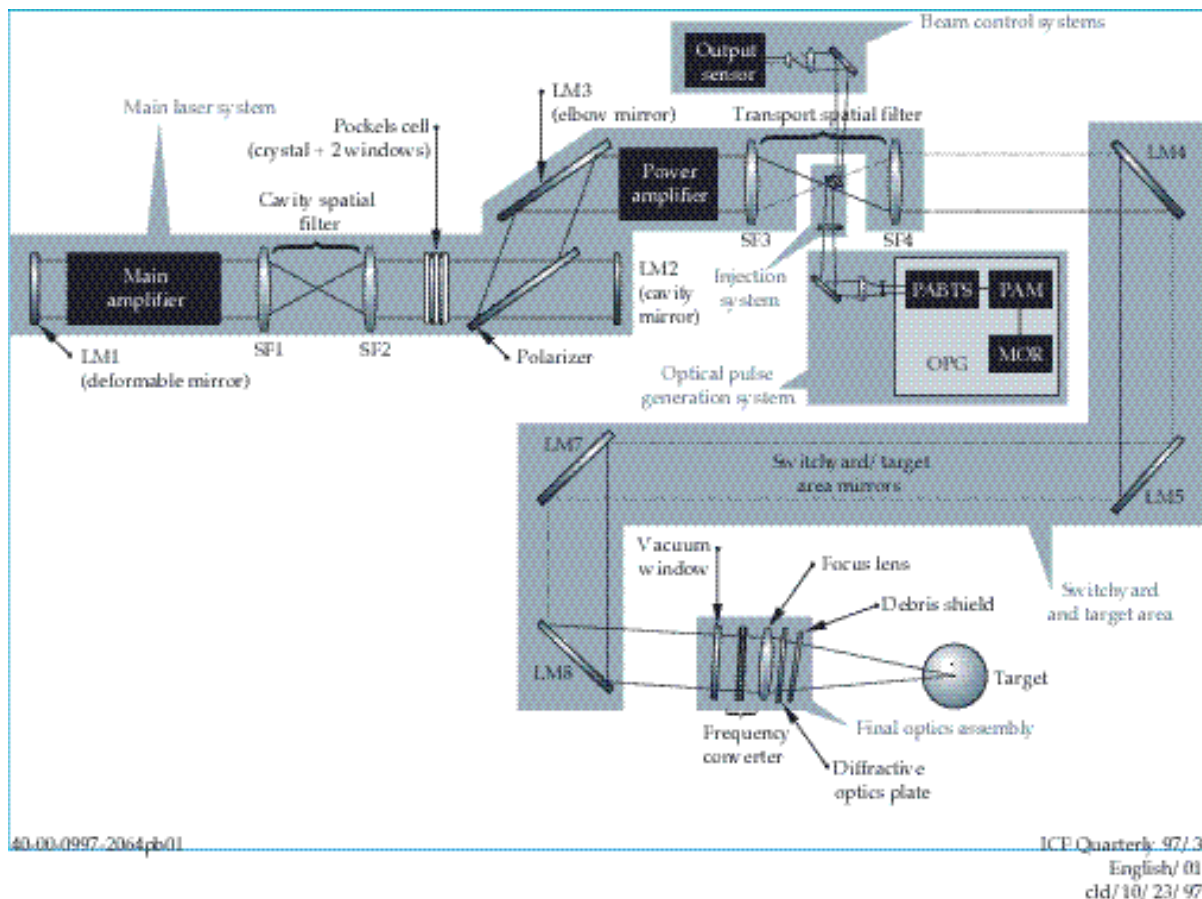 Beam control systems
Output
sensor
LM3
(elbow mirror)
Transport spatial filter
Main laser system
Pockels cell
(crystal + 2 windows)
LM4
Power
amplifier
Cavity spatial
filter
SF3
SF4
Main
amplifier
LM2
(cavity
mirror)
Injection
system
PABTS
PAM
SF1
SF2
LM1
(deformable mirror)
Polarizer
MOR
OPG
Optical pulse
generation system
LM7
Switchyard/ target
area mirrors
LM5
Vacuum
window
Focus lens
Debris shield
Switchyard
and target area
LM8
Target
Frequency
converter
Final optics assembly
Diffractive
optics plate
40-00-0997-2064pb01
ICF Quarterly 97/ 3
English/ 01
cld/ 10/ 23/ 97